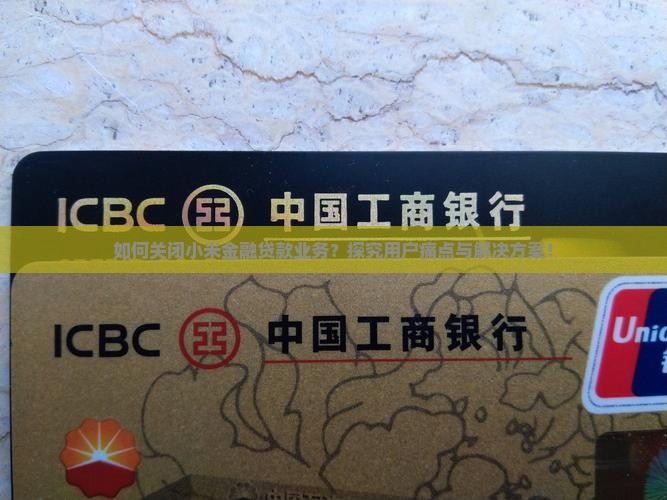 ICBC 中国工商银行
如何关闭小米金融贷款业务？探究用户痛点与解决方案！
ICBC 中国工商银行
Unio